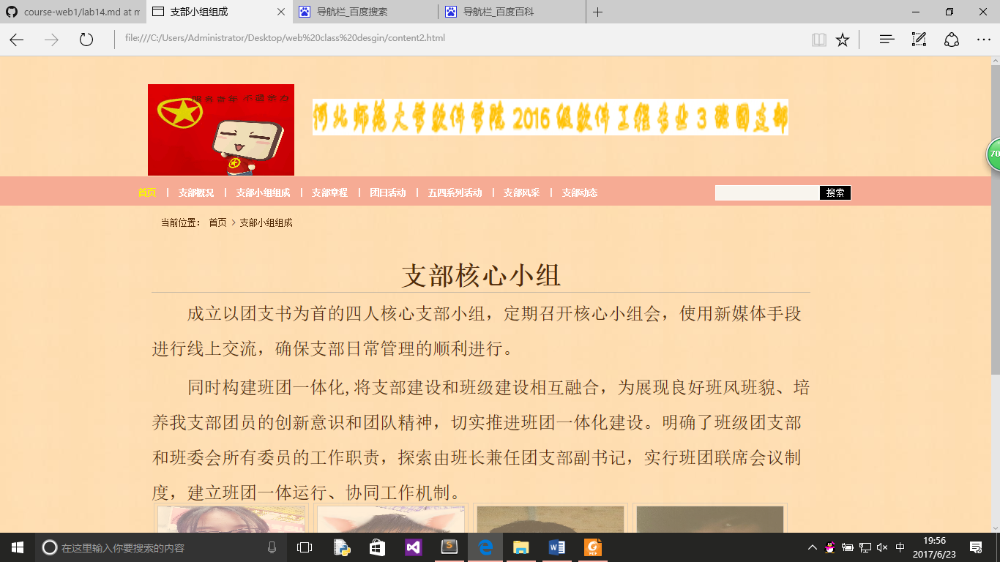 course-web1/lab14.md at m
支部小组组成
导航栏_百度搜索
导航栏_百度百科
file:///C:/Users/Administrator/Desktop/web%20class%20desgin/content2.html
服务青年 不懈努力
河北师范大学软件学院2016级软件工程专业3班团支部
70
首页 | 支部概况 | 支部小组组成 | 支部章程 | 团日活动 | 五四系列活动 | 支部风采 | 支部动态
搜索
当前位置： 首页 > 支部小组组成
支部核心小组
成立以团支书为首的四人核心支部小组，定期召开核心小组会，使用新媒体手段
进行线上交流，确保支部日常管理的顺利进行。
同时构建班团一体化,将支部建设和班级建设相互融合，为展现良好班风班貌、培
养我支部团员的创新意识和团队精神，切实推进班团一体化建设。明确了班级团支部
和班委会所有委员的工作职责，探索由班长兼任团支部副书记，实行班团联席会议制
度，建立班团一体运行、协同工作机制。
在这里输入你要搜索的内容
中
19:56
2017/6/23